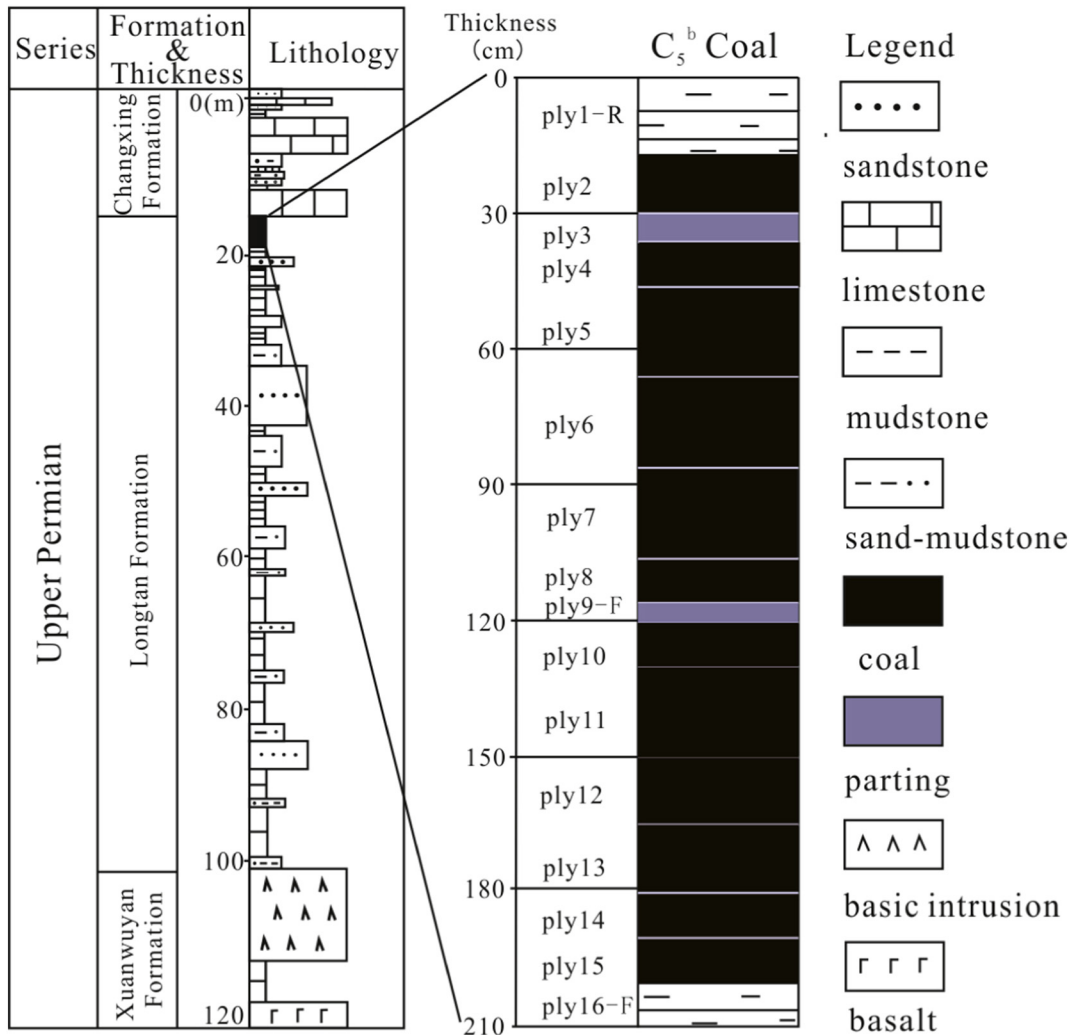 Series
Formation
&
Thickness
Lithology
Upper Permian
Changxing
Formation
Longtan Formation
Xuanwuyan
Formation
0(m)
20
40
60
80
100
120
Thickness
(cm)
C5b Coal
0
30
60
90
120
150
180
210
ply1-R
ply2
ply3
ply4
ply5
ply6
ply7
ply8
ply9-F
ply10
ply11
ply12
ply13
ply14
ply15
ply16-F
Legend
sandstone
limestone
mudstone
sand-mudstone
coal
parting
basic intrusion
basalt